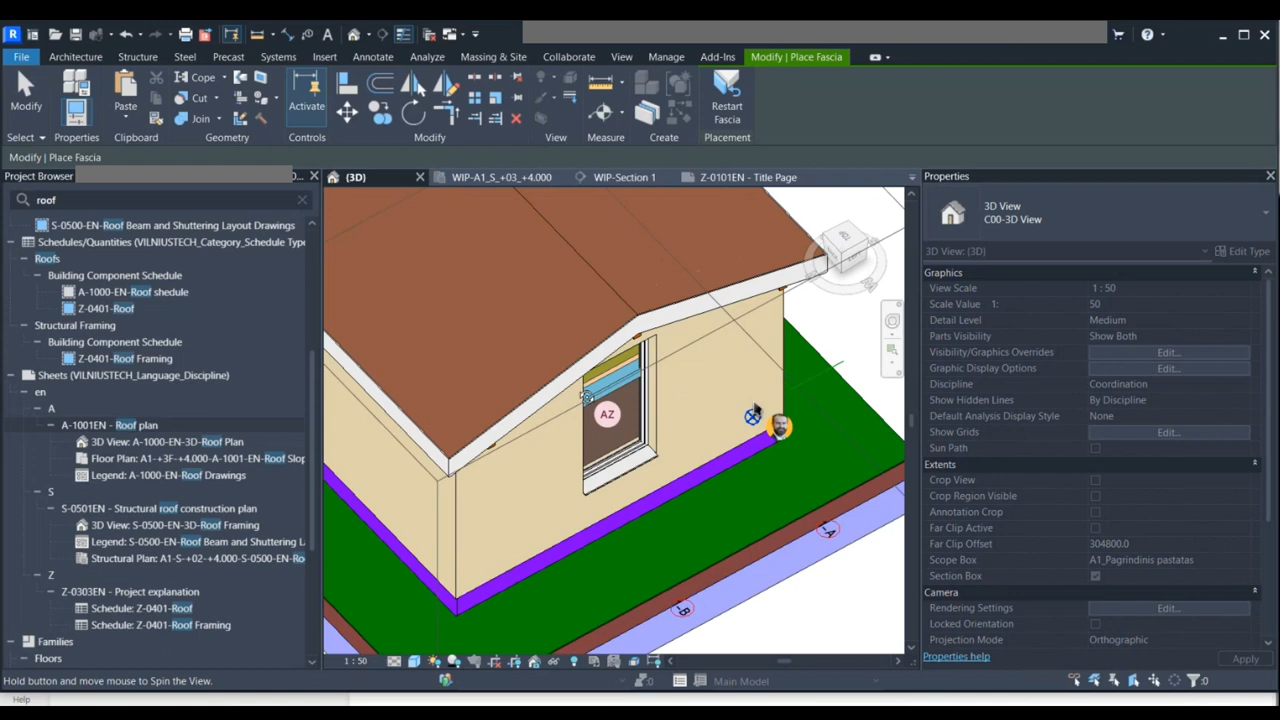 File Architecture Structure Steel Precast Systems Insert Annotate Analyze Massing & Site Collaborate View Manage Add-Ins Modify | Place Fascia
Modify
Paste
Cope
Cut
Join
Activate
Restart
Fascia
Select Properties Clipboard Geometry Controls Modify View Measure Create Placement
Modify | Place Fascia
Project Browser
(3D)
WIP-A1_S_+03_+4.000
WIP-Section 1
Z-0101EN - Title Page
Properties
roof
S-0500-EN-Roof Beam and Shuttering Layout Drawings
Schedules/Quantities (VILNIUSTECH_Category_Schedule Type
Roofs
Building Component Schedule
A-1000-EN-Roof shedule
Z-0401-Roof
Structural Framing
Building Component Schedule
Z-0401-Roof Framing
Sheets (VILNIUSTECH_Language_Discipline)
en
A
A-1001EN - Roof plan
3D View: A-1000-EN-3D-Roof Plan
Floor Plan: A1-+3F-+4.000-A-1001-EN-Roof Slop
Legend: A-1000-EN-Roof Drawings
S
S-0501EN - Structural roof construction plan
3D View: S-0500-EN-3D-Roof Framing
Legend: S-0500-EN-Roof Beam and Shuttering La
Structural Plan: A1-S-+02-+4.000-S-0500-EN-Ro
Z
Z-0303EN - Project explanation
Schedule: Z-0401-Roof
Schedule: Z-0401-Roof Framing
Families
Floors
AZ
3D View
C00-3D View
3D View: {3D}
Edit Type
Graphics
View Scale 1 : 50
Scale Value 1: 50
Detail Level Medium
Parts Visibility Show Both
Visibility/Graphics Overrides Edit...
Graphic Display Options Edit...
Discipline Coordination
Show Hidden Lines By Discipline
Default Analysis Display Style None
Show Grids Edit...
Sun Path
Extents
Crop View
Crop Region Visible
Annotation Crop
Far Clip Active
Far Clip Offset 304800.0
Scope Box A1_Pagrindinis pastatas
Section Box
Camera
Rendering Settings Edit...
Locked Orientation
Projection Mode Orthographic
Properties help
Apply
1 : 50
Hold button and move mouse to Spin the View.
:0
Main Model
:0
Help